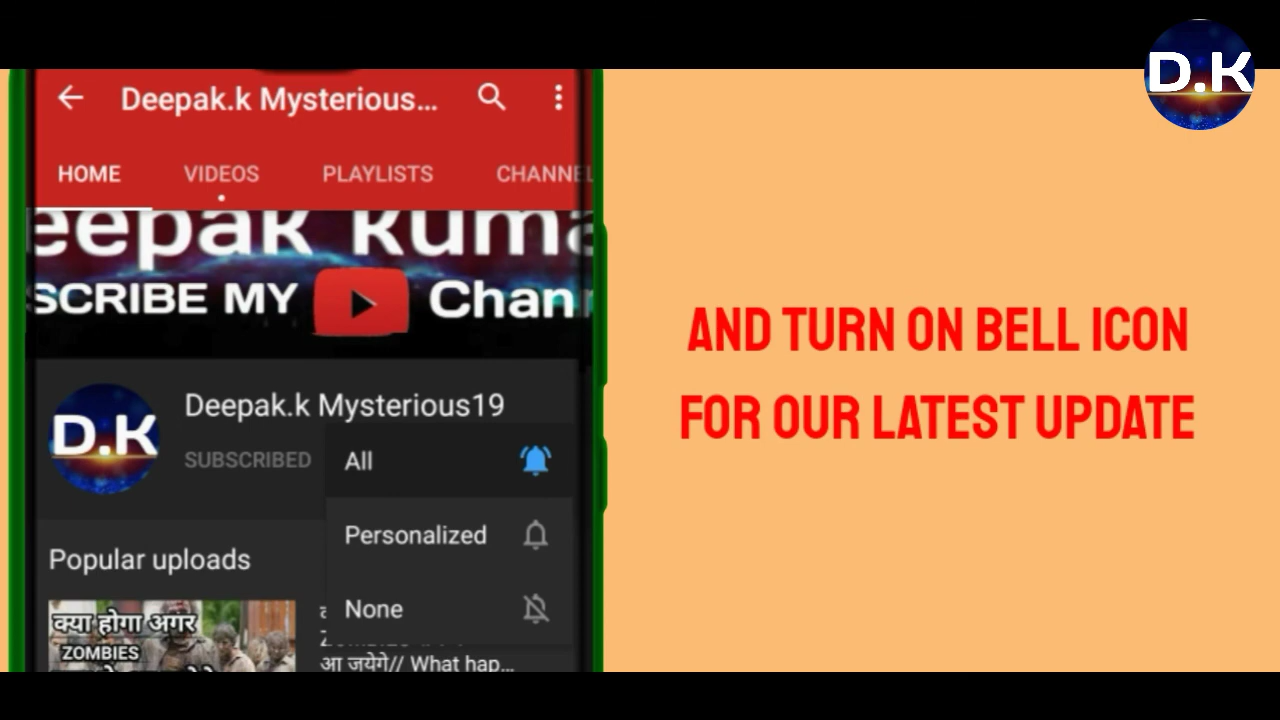 D.K
Deepak.k Mysterious...
HOME VIDEOS PLAYLISTS CHANNEL
eepak kuma
SCRIBE MY Chan
D.K
Deepak.k Mysterious19
SUBSCRIBED
All
Personalized
None
Popular uploads
क्या होगा अगर
ZOMBIES
आ जयेगे// What hap...
AND TURN ON BELL ICON
FOR OUR LATEST UPDATE